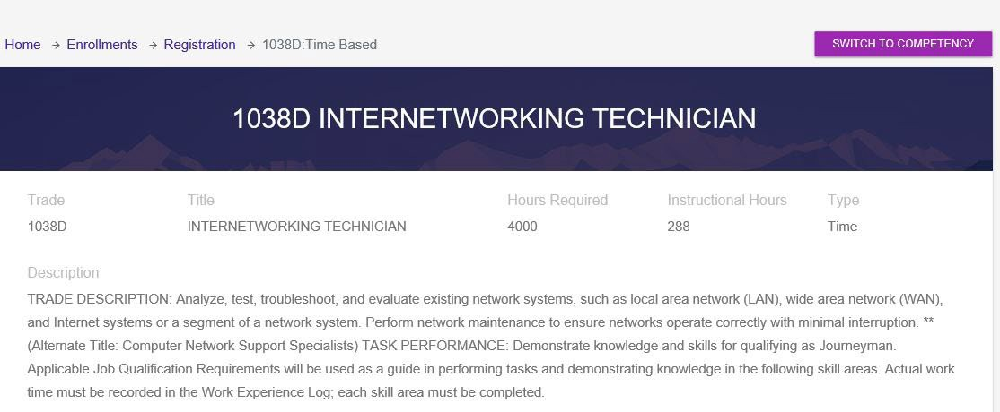 Home → Enrollments → Registration → 1038D:Time Based
SWITCH TO COMPETENCY
1038D INTERNETWORKING TECHNICIAN
Trade Title Hours Required Instructional Hours Type
1038D INTERNETWORKING TECHNICIAN 4000 288 Time
Description
TRADE DESCRIPTION: Analyze, test, troubleshoot, and evaluate existing network systems, such as local area network (LAN), wide area network (WAN),
and Internet systems or a segment of a network system. Perform network maintenance to ensure networks operate correctly with minimal interruption. **
(Alternate Title: Computer Network Support Specialists) TASK PERFORMANCE: Demonstrate knowledge and skills for qualifying as Journeyman.
Applicable Job Qualification Requirements will be used as a guide in performing tasks and demonstrating knowledge in the following skill areas. Actual work
time must be recorded in the Work Experience Log; each skill area must be completed.